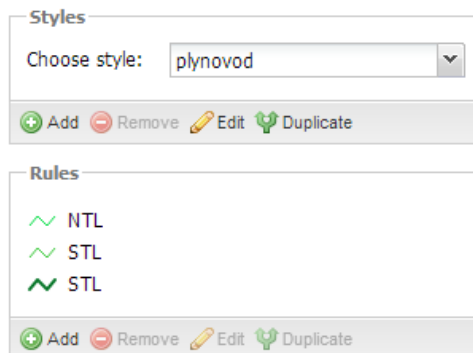 Styles
Choose style: plynovod
Add Remove Edit Duplicate
Rules
NTL
STL
STL
Add Remove Edit Duplicate